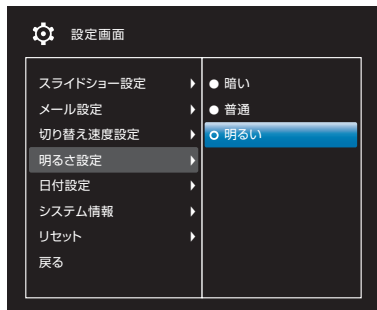 設定画面
スライドショー設定
メール設定
切り替え速度設定
明るさ設定
日付設定
システム情報
リセット
戻る
暗い
普通
明るい